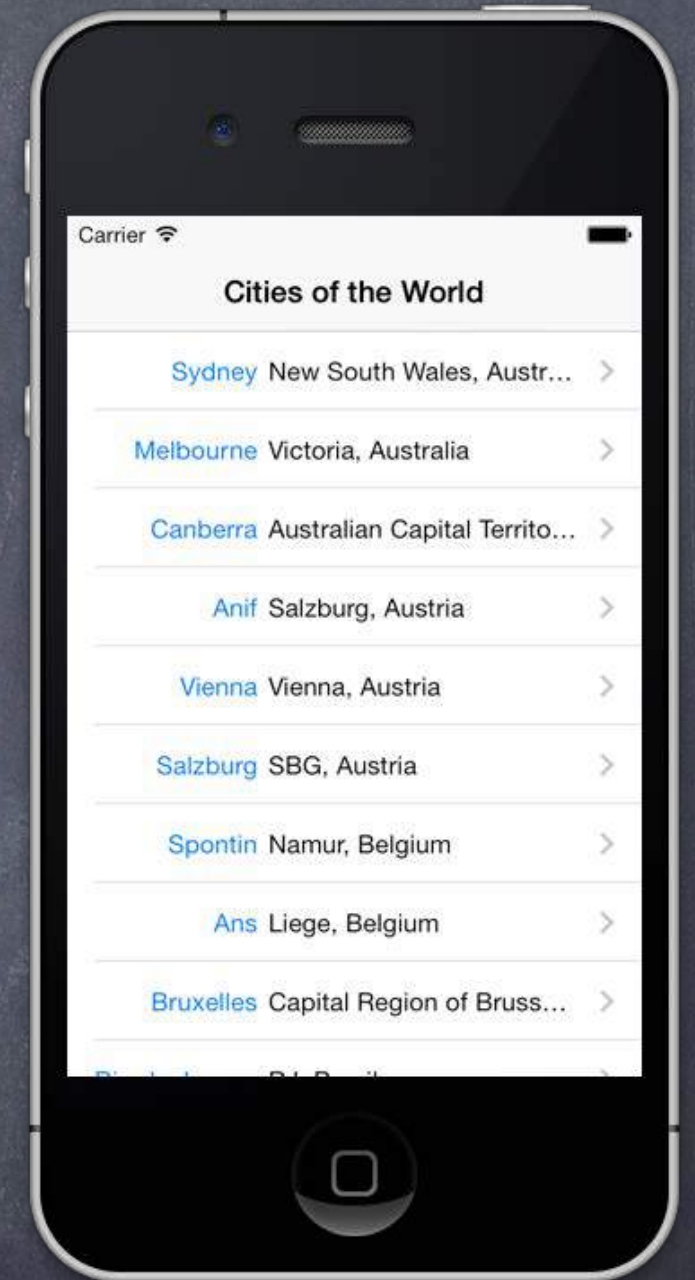 Carrier
Cities of the World
Sydney New South Wales, Austr...
Melbourne Victoria, Australia
Canberra Australian Capital Territo...
Anif Salzburg, Austria
Vienna Vienna, Austria
Salzburg SBG, Austria
Spontin Namur, Belgium
Ans Liege, Belgium
Bruxelles Capital Region of Bruss...